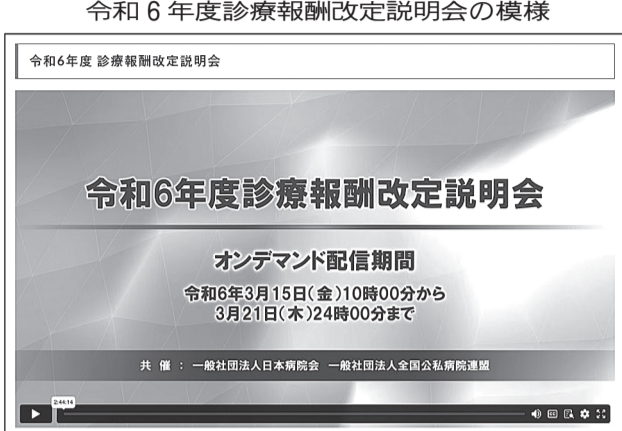 令和6年度診療報酬改定説明会の模様
令和6年度 診療報酬改定説明会
令和6年度診療報酬改定説明会
オンデマンド配信期間
令和6年3月15日(金)10時00分から
3月21日(木)24時00分まで
共 催 : 一般社団法人日本病院会 一般社団法人全国公私病院連盟
2:44:14